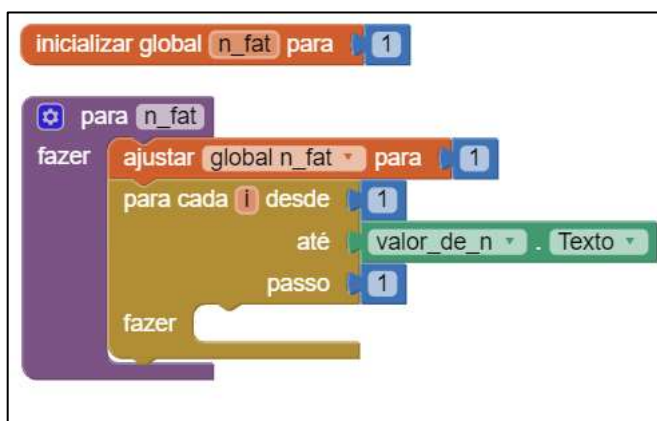 inicializar global n_fat para 1
para n_fat
fazer ajustar global n_fat para 1
para cada i desde 1
até valor_de_n . Texto
passo 1
fazer